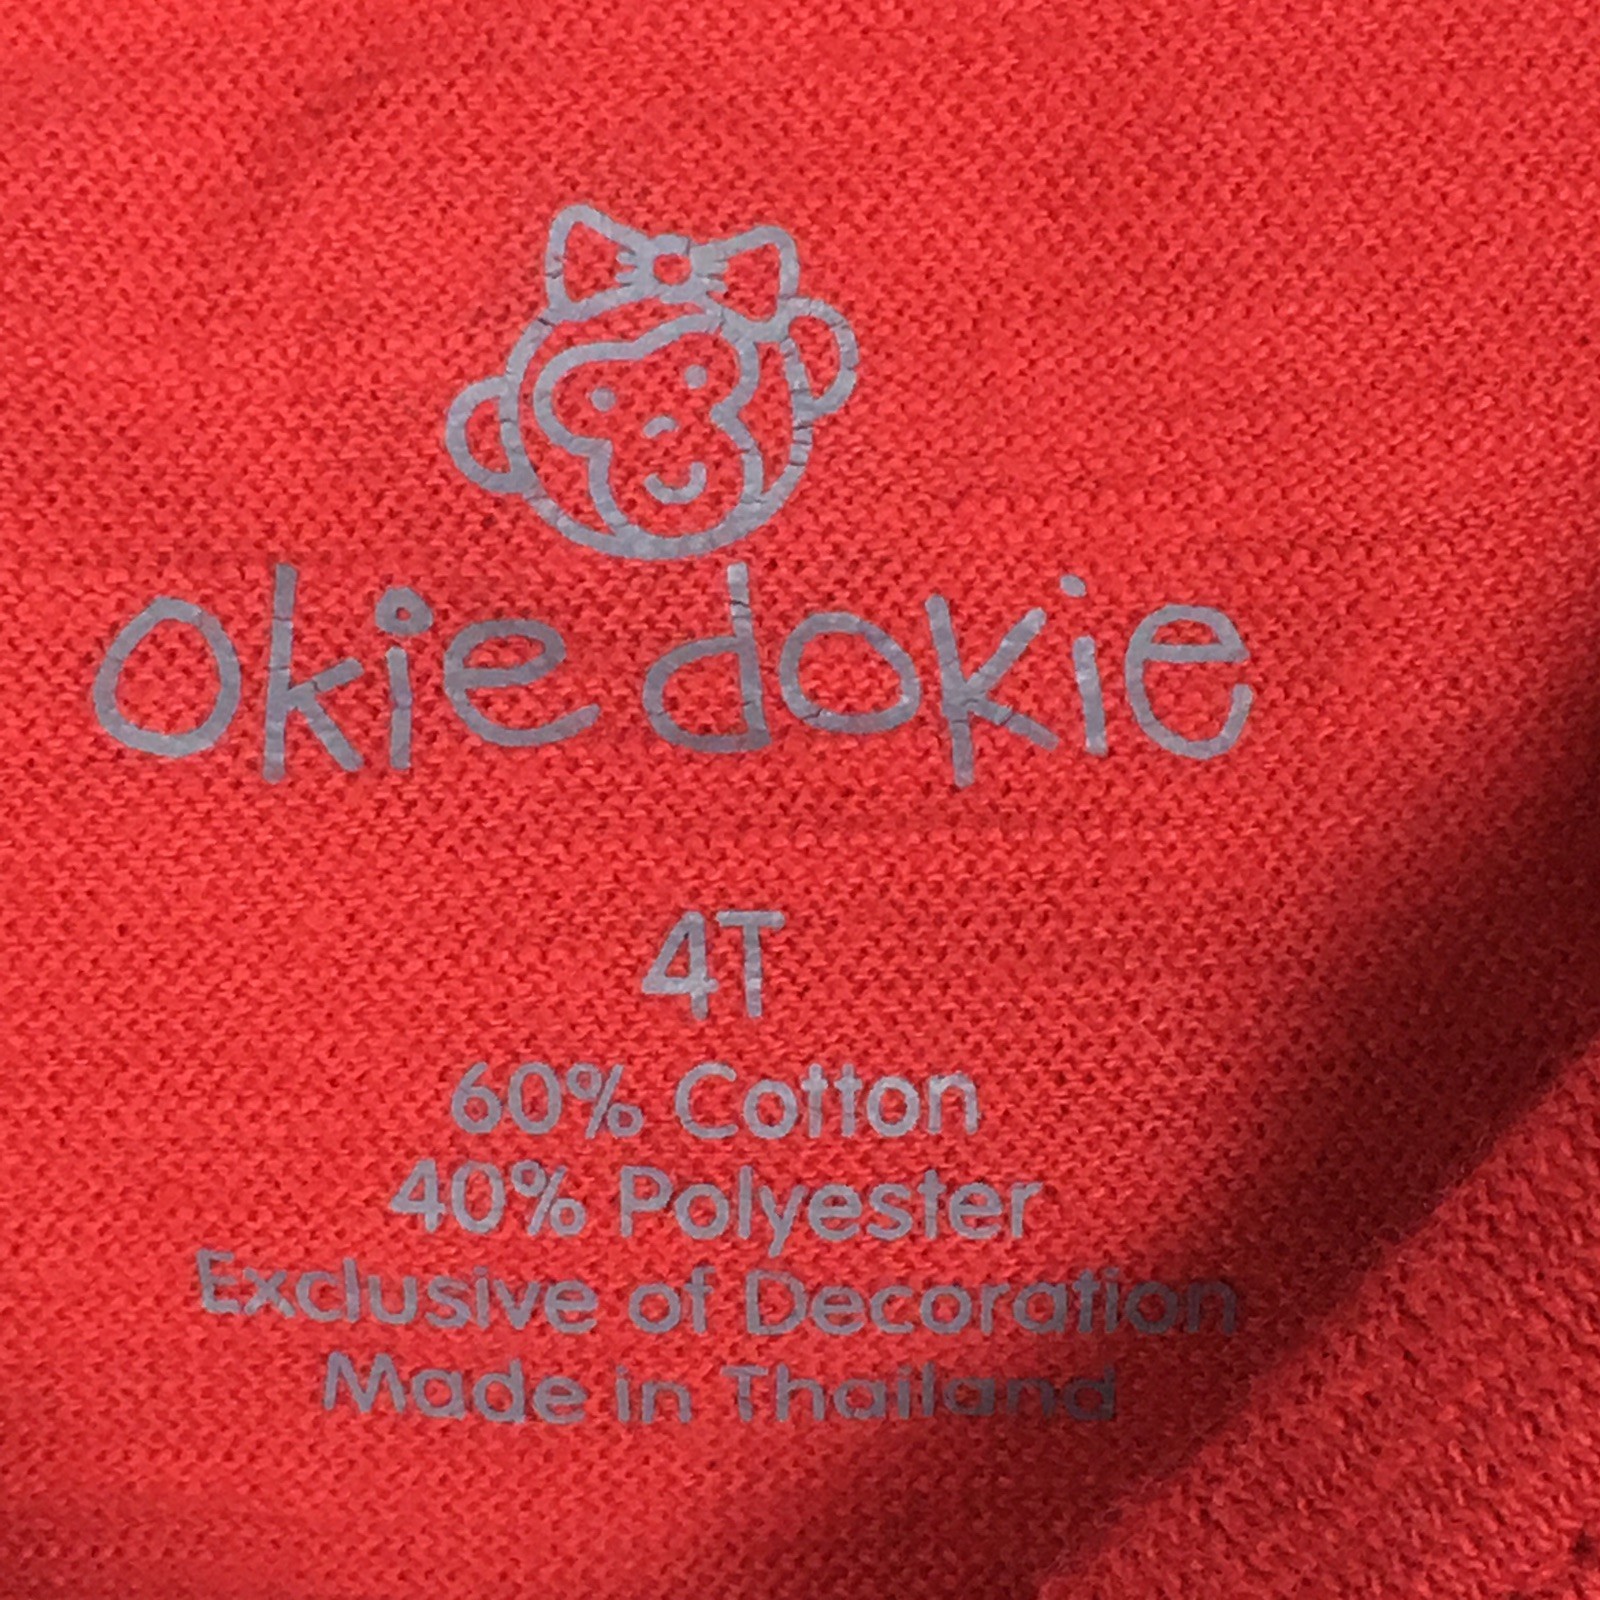 Okie dokie
4T
60% Cotton
40% Polyester
Exclusive of Decoration
Made in Thailand